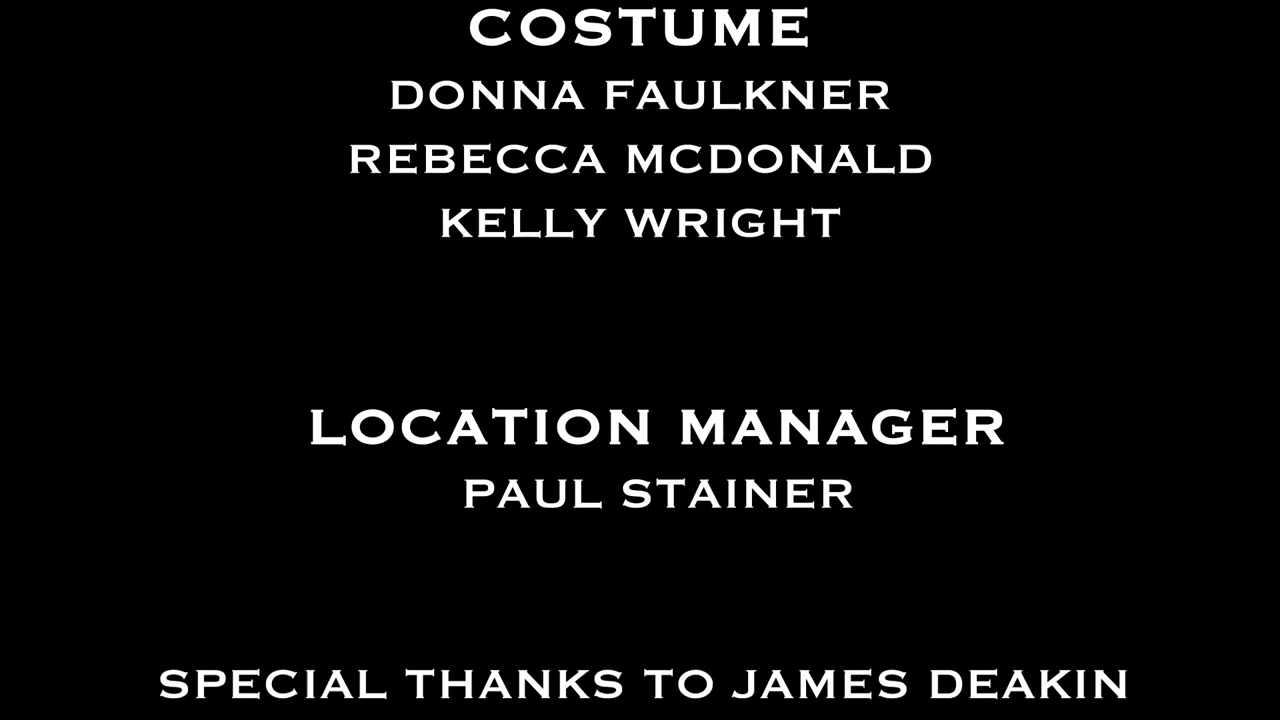 COSTUME
DONNA FAULKNER
REBECCA MCDONALD
KELLY WRIGHT
LOCATION MANAGER
PAUL STAINER
SPECIAL THANKS TO JAMES DEAKIN